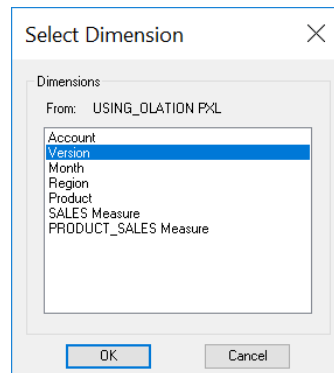 Select Dimension
Dimensions
From: USING_OLATION PXL
Account
Version
Month
Region
Product
SALES Measure
PRODUCT_SALES Measure
OK Cancel